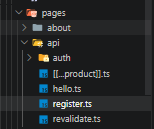 pages
about
api
auth
[[...product]].ts
hello.ts
register.ts
revalidate.ts